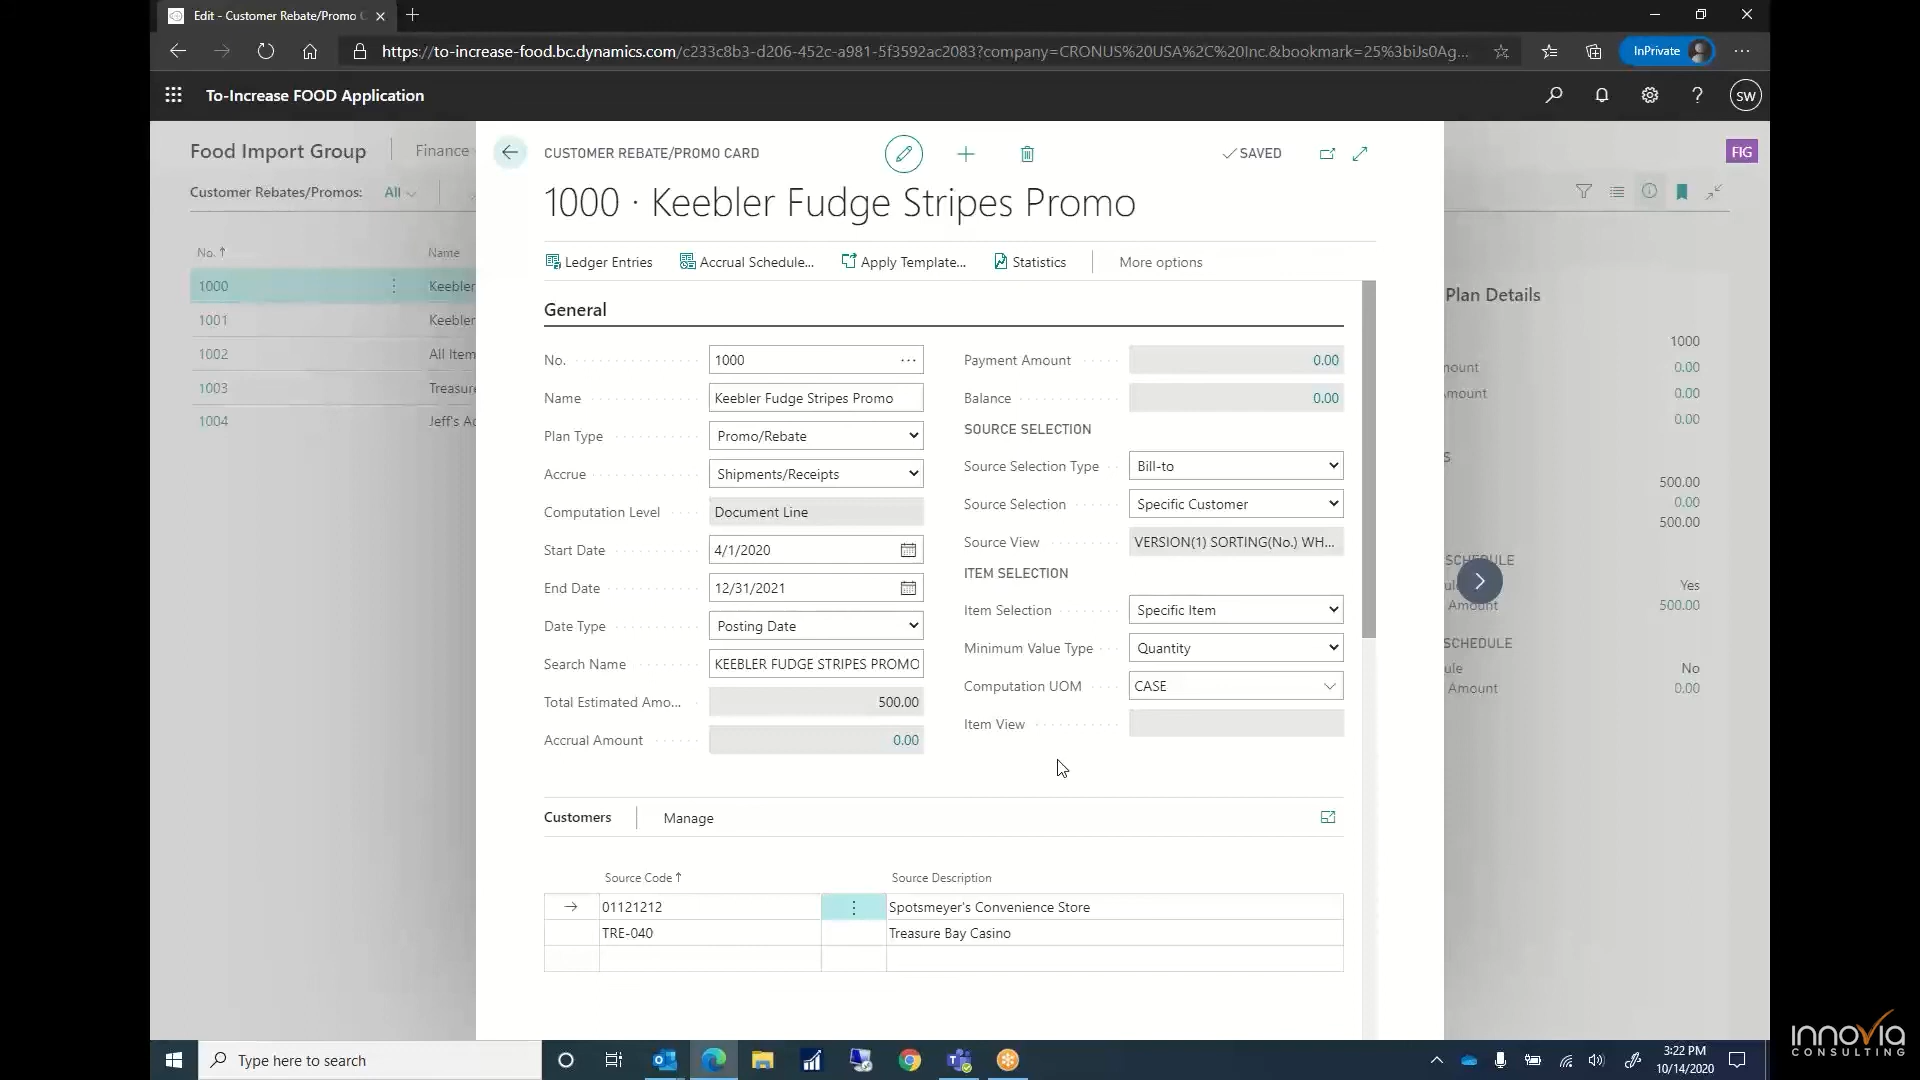 Edit - Customer Rebate/Promo C
https://to-increase-food.bc.dynamics.com/c233c8b3-d206-452c-a981-5f3592ac2083?company=CRONUS%20USA%2C%20Inc.&bookmark=25%3biJs0Ag...
InPrivate
To-Increase FOOD Application
SW
Food Import Group
Finance
FIG
Customer Rebates/Promos: All
No. ↑ Name
1000 Keebler
1001 Keebler
1002 All Item
1003 Treasure
1004 Jeff's Ac
CUSTOMER REBATE/PROMO CARD
SAVED
1000 · Keebler Fudge Stripes Promo
Ledger Entries Accrual Schedule... Apply Template... Statistics More options
General
No. 1000
Name Keebler Fudge Stripes Promo
Plan Type Promo/Rebate
Accrue Shipments/Receipts
Computation Level Document Line
Start Date 4/1/2020
End Date 12/31/2021
Date Type Posting Date
Search Name KEEBLER FUDGE STRIPES PROMO
Total Estimated Amo... 500.00
Accrual Amount 0.00
Payment Amount 0.00
Balance 0.00
SOURCE SELECTION
Source Selection Type Bill-to
Source Selection Specific Customer
Source View VERSION(1) SORTING(No.) WH...
ITEM SELECTION
Item Selection Specific Item
Minimum Value Type Quantity
Computation UOM CASE
Item View
Customers Manage
Source Code ↑ Source Description
01121212 Spotsmeyer's Convenience Store
TRE-040 Treasure Bay Casino
Plan Details
1000
mount 0.00
Amount 0.00
0.00
S
500.00
0.00
500.00
SCHEDULE
Yes
Amount 500.00
SCHEDULE
ule No
Amount 0.00
Type here to search
3:22 PM
10/14/2020
innovia
CONSULTING